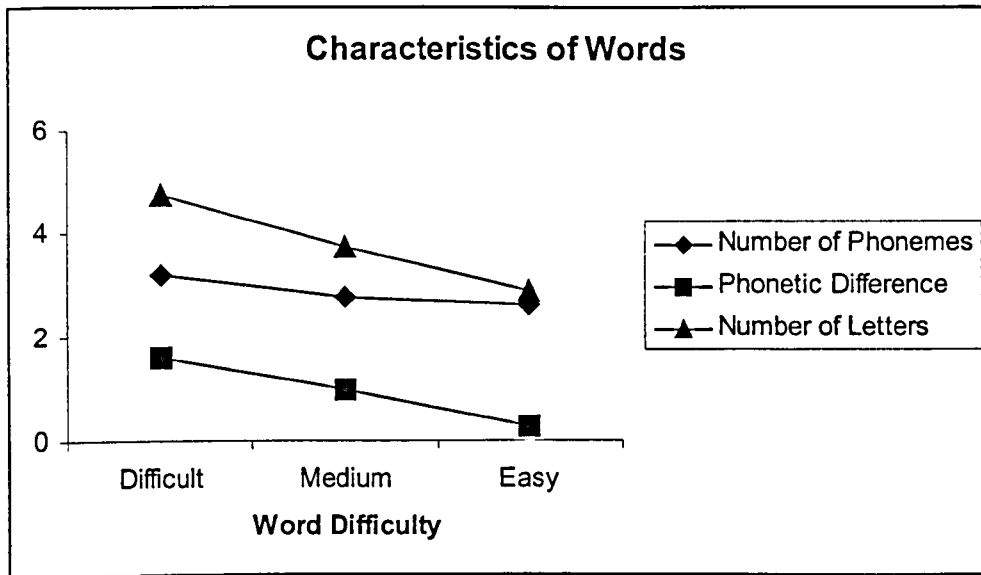 Characteristics of Words
6
4
2
0
Difficult Medium Easy
Word Difficulty
Number of Phonemes
Phonetic Difference
Number of Letters